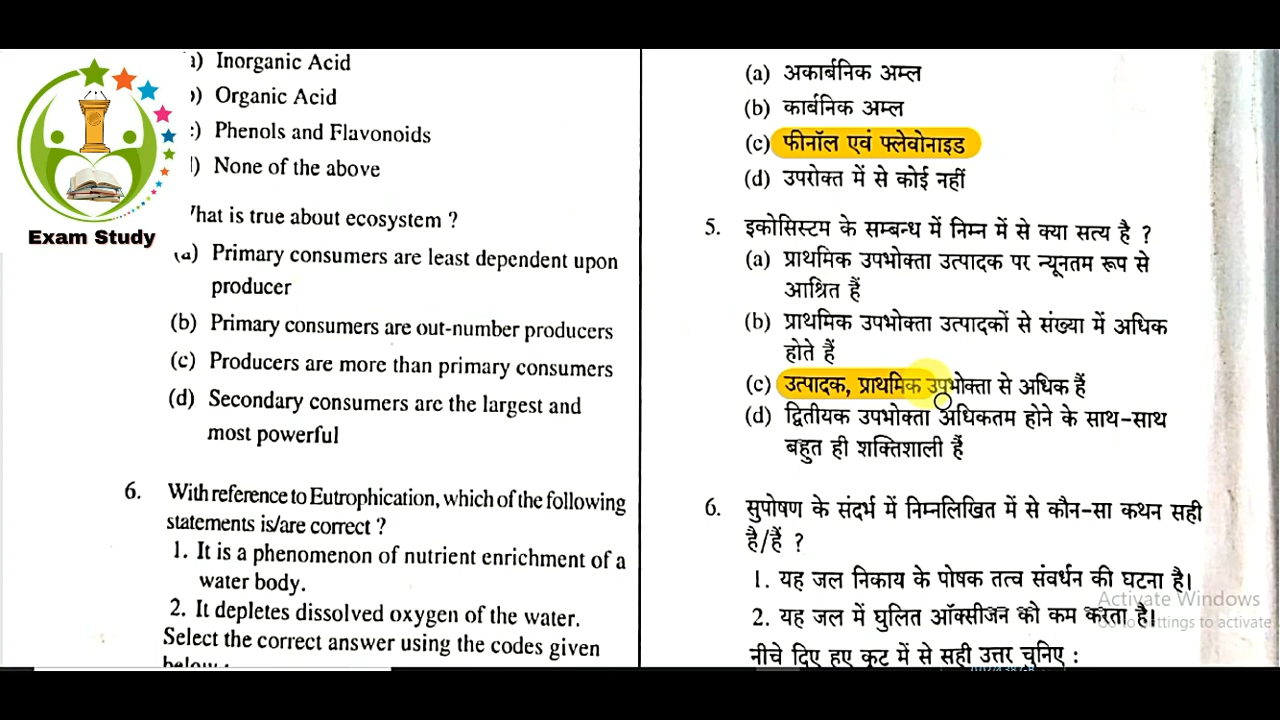 Exam Study
a) Inorganic Acid
) Organic Acid
:) Phenols and Flavonoids
) None of the above
What is true about ecosystem ?
(a) Primary consumers are least dependent upon
producer
(b) Primary consumers are out-number producers
(c) Producers are more than primary consumers
(d) Secondary consumers are the largest and
most powerful
6. With reference to Eutrophication, which of the following
statements is/are correct ?
1. It is a phenomenon of nutrient enrichment of a
water body.
2. It depletes dissolved oxygen of the water.
Select the correct answer using the codes given
below :
(a) अकार्बनिक अम्ल
(b) कार्बनिक अम्ल
(c) फीनॉल एवं फ्लेवोनाइड
(d) उपरोक्त में से कोई नहीं
5. इकोसिस्टम के सम्बन्ध में निम्न में से क्या सत्य है ?
(a) प्राथमिक उपभोक्ता उत्पादक पर न्यूनतम रूप से
आश्रित हैं
(b) प्राथमिक उपभोक्ता उत्पादकों से संख्या में अधिक
होते हैं
(c) उत्पादक, प्राथमिक उपभोक्ता से अधिक हैं
(d) द्वितीयक उपभोक्ता अधिकतम होने के साथ-साथ
बहुत ही शक्तिशाली हैं
6. सुपोषण के संदर्भ में निम्नलिखित में से कौन-सा कथन सही
है/हैं ?
1. यह जल निकाय के पोषक तत्व संवर्धन की घटना है।
2. यह जल में घुलित ऑक्सीजन को कम करता है।
नीचे दिए हुए कूट में से सही उत्तर चुनिए :
Activate Windows
Go to Settings to activate